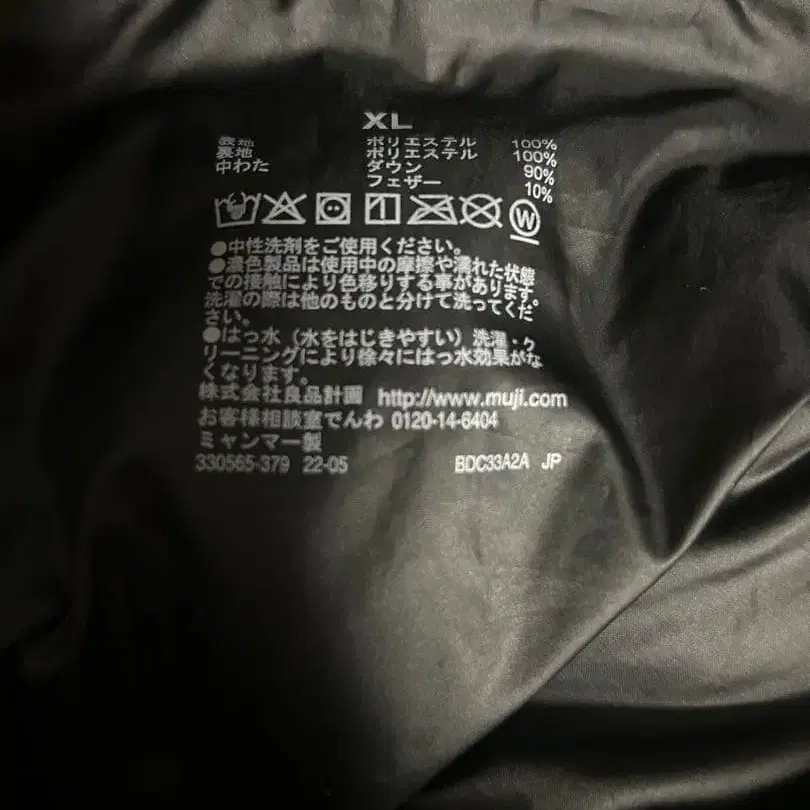 XL
表地 ポリエステル 100%
裏地 ポリエステル 100%
中わた ダウン 90%
フェザー 10%
W
●中性洗剤をご使用ください。
●濃色製品は使用中の摩擦や濡れた状態
での接触により色移りする事があります。
洗濯の際は他のものと分けて洗ってくだ
さい。
●はっ水（水をはじきやすい）洗濯・ク
リーニングにより徐々にはっ水効果がな
くなります。
株式会社良品計画 http://www.muji.com
お客様相談室でんわ 0120-14-6404
ミャンマー製
330565-379 22-05 BDC33A2A JP